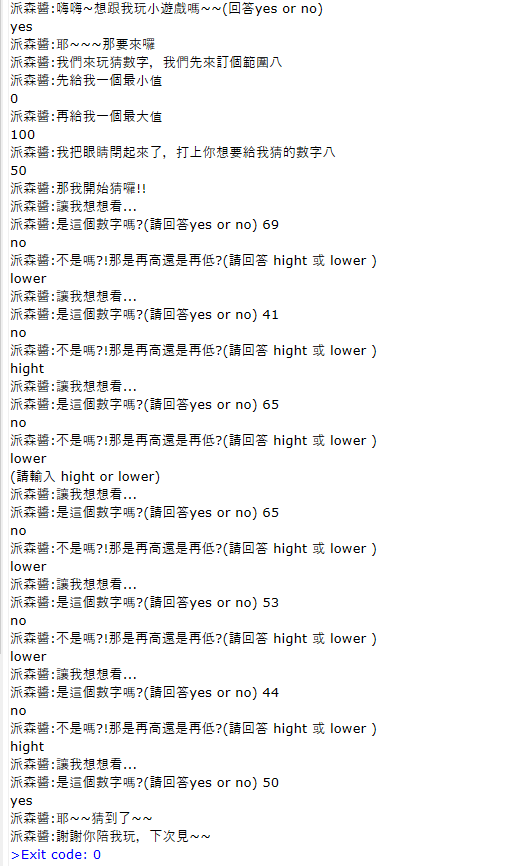 派森醬:嗨嗨~想跟我玩小遊戲嗎~~(回答yes or no)
yes
派森醬:耶~~~那要來囉
派森醬:我們來玩猜數字，我們先來訂個範圍八
派森醬:先給我一個最小值
0
派森醬:再給我一個最大值
100
派森醬:我把眼睛閉起來了，打上你想要給我猜的數字八
50
派森醬:那我開始猜囉!!
派森醬:讓我想想看...
派森醬:是這個數字嗎?(請回答yes or no) 69
no
派森醬:不是嗎?!那是再高還是再低?(請回答 hight 或 lower )
lower
派森醬:讓我想想看...
派森醬:是這個數字嗎?(請回答yes or no) 41
no
派森醬:不是嗎?!那是再高還是再低?(請回答 hight 或 lower )
hight
派森醬:讓我想想看...
派森醬:是這個數字嗎?(請回答yes or no) 65
no
派森醬:不是嗎?!那是再高還是再低?(請回答 hight 或 lower )
lower
(請輸入 hight or lower)
派森醬:讓我想想看...
派森醬:是這個數字嗎?(請回答yes or no) 65
no
派森醬:不是嗎?!那是再高還是再低?(請回答 hight 或 lower )
lower
派森醬:讓我想想看...
派森醬:是這個數字嗎?(請回答yes or no) 53
no
派森醬:不是嗎?!那是再高還是再低?(請回答 hight 或 lower )
lower
派森醬:讓我想想看...
派森醬:是這個數字嗎?(請回答yes or no) 44
no
派森醬:不是嗎?!那是再高還是再低?(請回答 hight 或 lower )
hight
派森醬:讓我想想看...
派森醬:是這個數字嗎?(請回答yes or no) 50
yes
派森醬:耶~~猜到了~~
派森醬:謝謝你陪我玩，下次見~~
>Exit code: 0